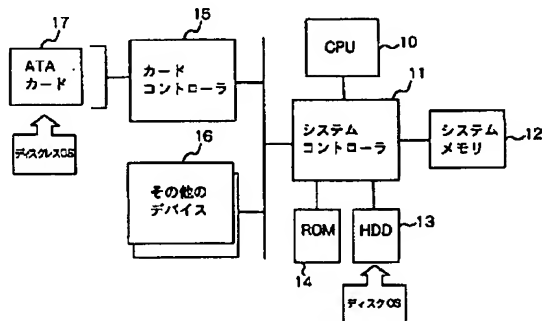 17
ATA
カード
ディスクレスOS
15
カード
コントローラ
16
その他の
デバイス
CPU
10
11
システム
コントローラ
システム
メモリ
12
ROM
14
HDD
13
ディスクOS